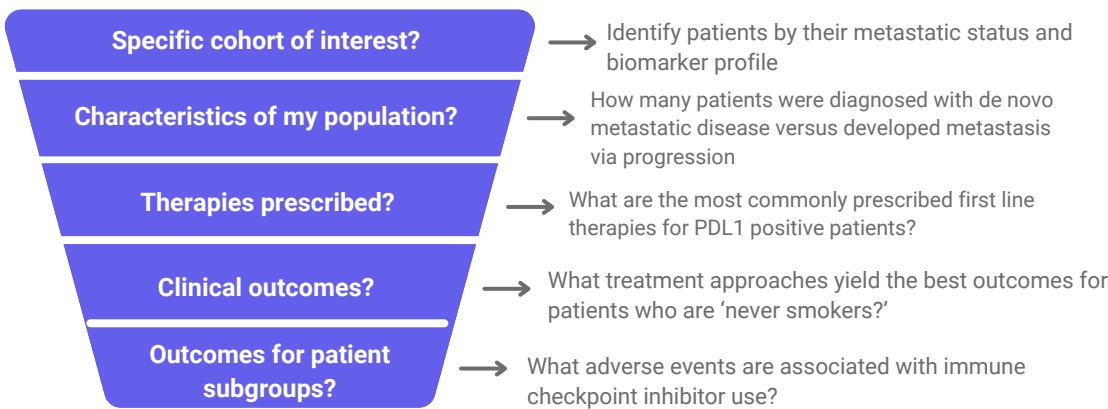 Specific cohort of interest?
Identify patients by their metastatic status and
biomarker profile
Characteristics of my population?
How many patients were diagnosed with de novo
metastatic disease versus developed metastasis
via progression
Therapies prescribed?
What are the most commonly prescribed first line
therapies for PDL1 positive patients?
Clinical outcomes?
What treatment approaches yield the best outcomes for
patients who are ‘never smokers?’
Outcomes for patient
subgroups?
What adverse events are associated with immune
checkpoint inhibitor use?